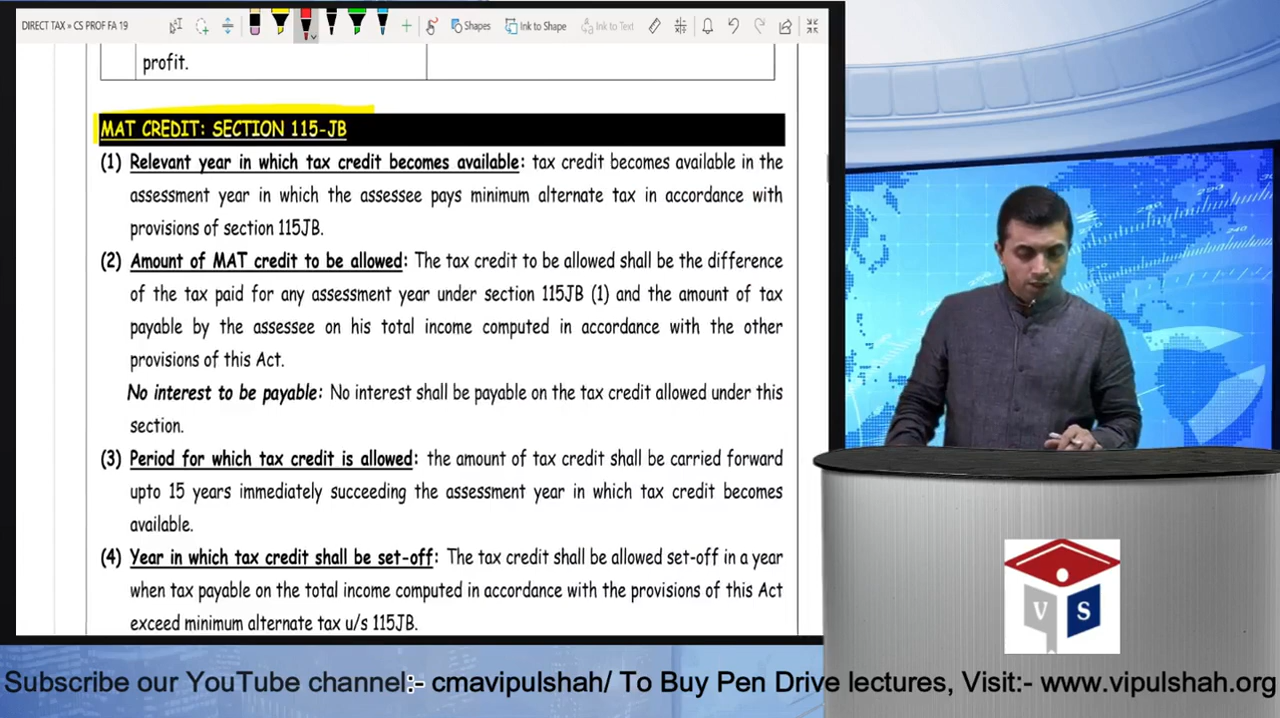 DIRECT TAX » CS PROF FA 19
Shapes
Ink to Shape
Ink to Text
profit.
MAT CREDIT: SECTION 115-JB
(1) Relevant year in which tax credit becomes available: tax credit becomes available in the
assessment year in which the assessee pays minimum alternate tax in accordance with
provisions of section 115JB.
(2) Amount of MAT credit to be allowed: The tax credit to be allowed shall be the difference
of the tax paid for any assessment year under section 115JB (1) and the amount of tax
payable by the assessee on his total income computed in accordance with the other
provisions of this Act.
No interest to be payable: No interest shall be payable on the tax credit allowed under this
section.
(3) Period for which tax credit is allowed: the amount of tax credit shall be carried forward
upto 15 years immediately succeeding the assessment year in which tax credit becomes
available.
(4) Year in which tax credit shall be set-off: The tax credit shall be allowed set-off in a year
when tax payable on the total income computed in accordance with the provisions of this Act
exceed minimum alternate tax u/s 115JB.
V S
Subscribe our YouTube channel:- cmavipulshah/ To Buy Pen Drive lectures, Visit:- www.vipulshah.org